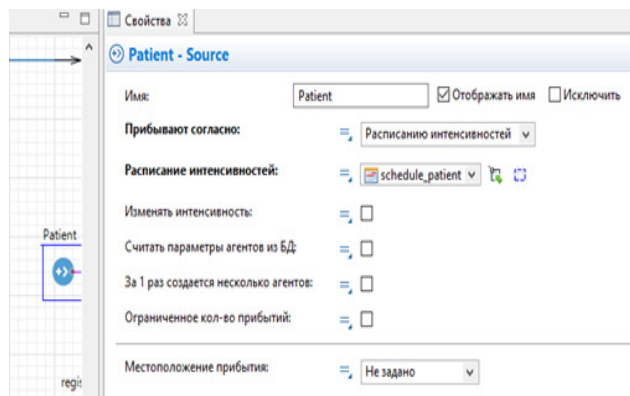 Свойства
Patient - Source
Имя: Patient Отображать имя Исключить
Прибывают согласно: Расписанию интенсивностей
Расписание интенсивностей: schedule_patient
Изменять интенсивность:
Считать параметры агентов из БД:
Patient
За 1 раз создается несколько агентов:
Ограниченное кол-во прибытий:
Местоположение прибытия: Не задано
regi